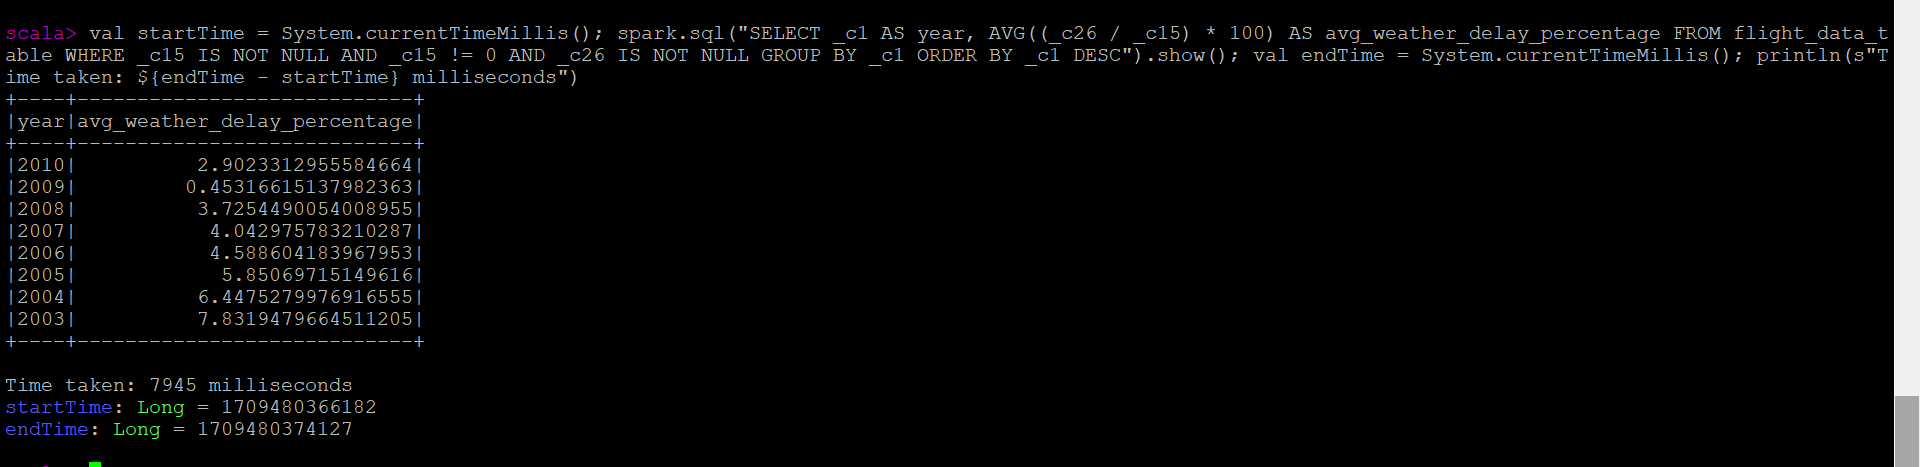 scala> val startTime = System.currentTimeMillis(); spark.sql("SELECT _c1 AS year, AVG((_c26 / _c15) * 100) AS avg_weather_delay_percentage FROM flight_data_t
able WHERE _c15 IS NOT NULL AND _c15 != 0 AND _c26 IS NOT NULL GROUP BY _c1 ORDER BY _c1 DESC").show(); val endTime = System.currentTimeMillis(); println(s"T
ime taken: ${endTime - startTime} milliseconds")
+----+----------------------------+
|year|avg_weather_delay_percentage|
+----+----------------------------+
|2010|          2.9023312955584664|
|2009|         0.45316615137982363|
|2008|          3.7254490054008955|
|2007|           4.042975783210287|
|2006|           4.588604183967953|
|2005|            5.85069715149616|
|2004|          6.4475279976916555|
|2003|          7.8319479664511205|
+----+----------------------------+
Time taken: 7945 milliseconds
startTime: Long = 1709480366182
endTime: Long = 1709480374127